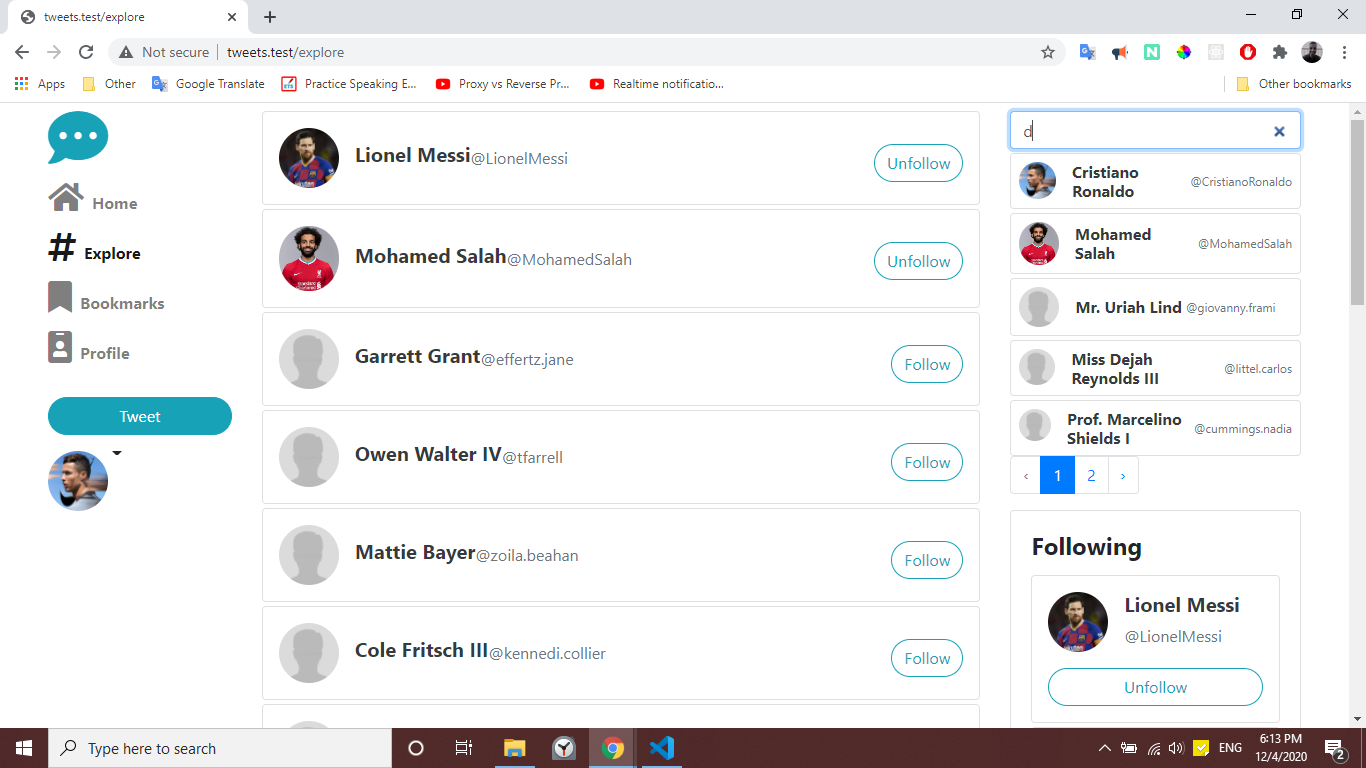 tweets.test/explore
Not secure
tweets.test/explore
Apps
Other
Google Translate
Practice Speaking E...
Proxy vs Reverse Pr...
Realtime notificatio...
Other bookmarks
Home
# Explore
Bookmarks
Profile
Tweet
Lionel Messi@LionelMessi
Unfollow
Mohamed Salah@MohamedSalah
Unfollow
Garrett Grant@effertz.jane
Follow
Owen Walter IV@tfarrell
Follow
Mattie Bayer@zoila.beahan
Follow
Cole Fritsch III@kennedi.collier
Follow
d
Cristiano
Ronaldo
@CristianoRonaldo
Mohamed
Salah
@MohamedSalah
Mr. Uriah Lind @giovanny.frami
Miss Dejah
Reynolds III
@littel.carlos
Prof. Marcelino
Shields I
@cummings.nadia
‹ 1 2 ›
Following
Lionel Messi
@LionelMessi
Unfollow
Type here to search
ENG
6:13 PM
12/4/2020
2